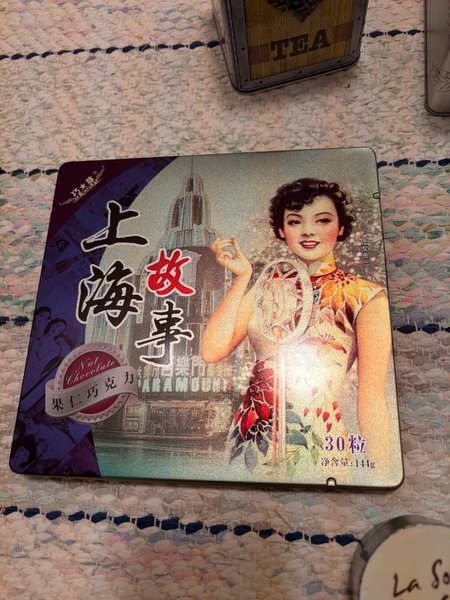 TEA
上海
故事
Nut
Chocolate
果仁巧克力
PARAMOUNT
30粒
净含量:144g
La So